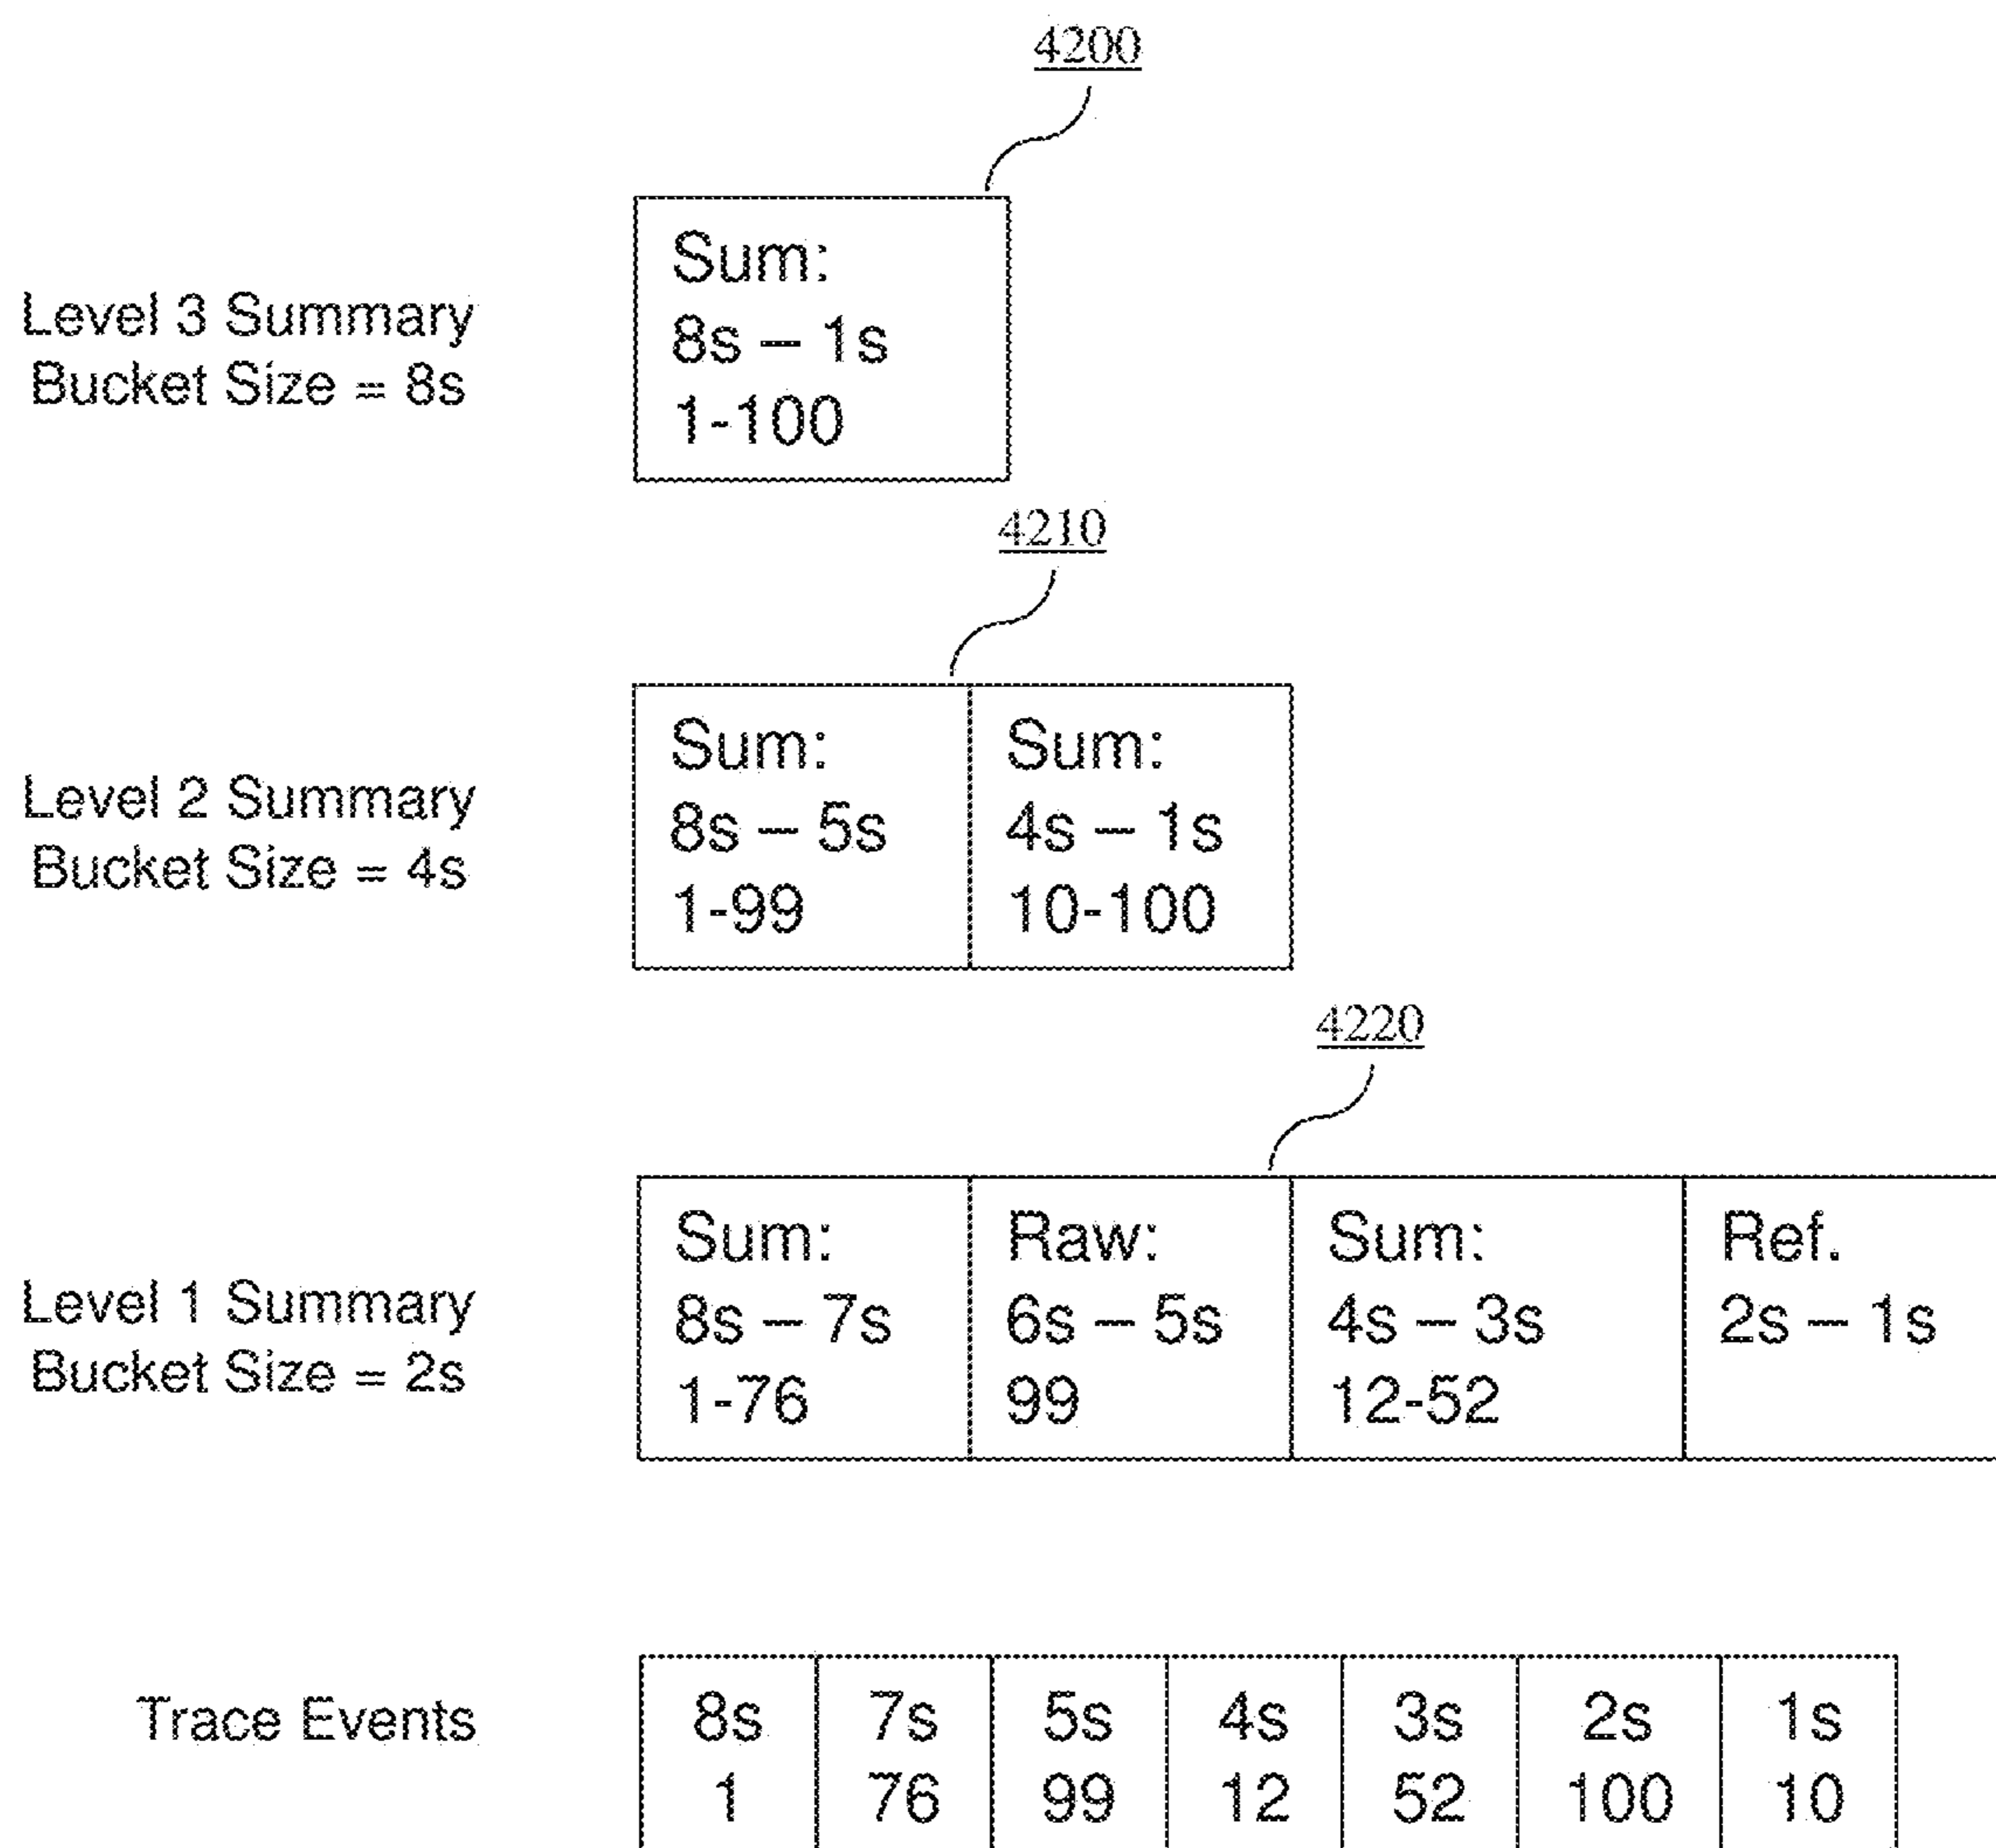 4200
Level 3 Summary
Bucket Size = 8s
Sum:
8s – 1s
1-100
4210
Level 2 Summary
Bucket Size = 4s
Sum:
8s – 5s
1-99
Sum:
4s – 1s
10-100
4220
Level 1 Summary
Bucket Size = 2s
Sum:
8s – 7s
1-76
Raw:
6s – 5s
99
Sum:
4s – 3s
12-52
Ref.
2s – 1s
Trace Events
8s
1
7s
76
5s
99
4s
12
3s
52
2s
100
1s
10